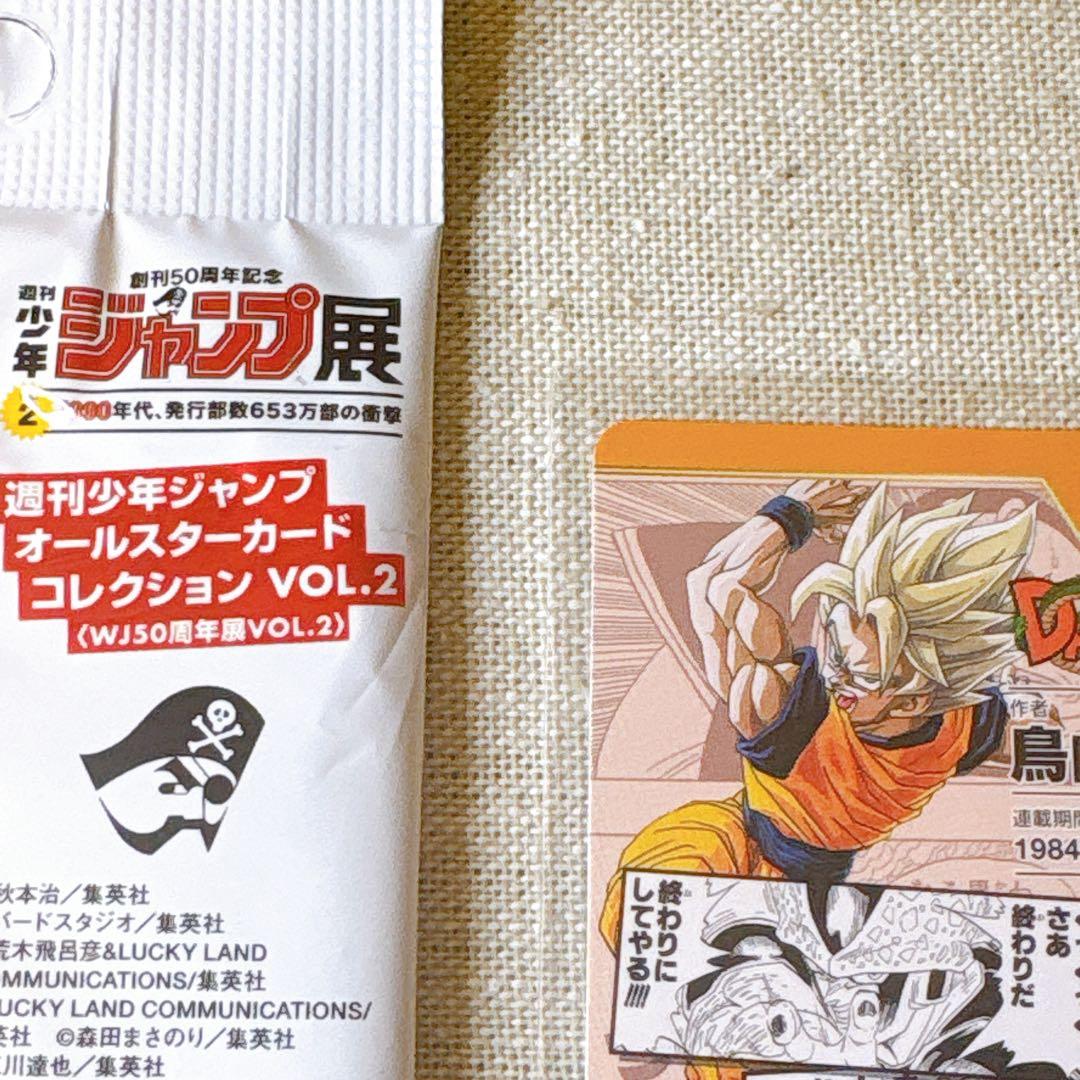 創刊50周年記念
週刊少年ジャンプ展
年代、発行部数653万部の衝撃
週刊少年ジャンプ
オールスターカード
コレクション VOL.2
〈WJ50周年展VOL.2〉
秋本治／集英社
バードスタジオ／集英社
荒木飛呂彦&LUCKY LAND
COMMUNICATIONS/集英社
LUCKY LAND COMMUNICATIONS/
英社 ©森田まさのり／集英社
川達也／集英社
作者
鳥
連載期間
1984
さあ
終わりだ
終わりに
してやる!!!!